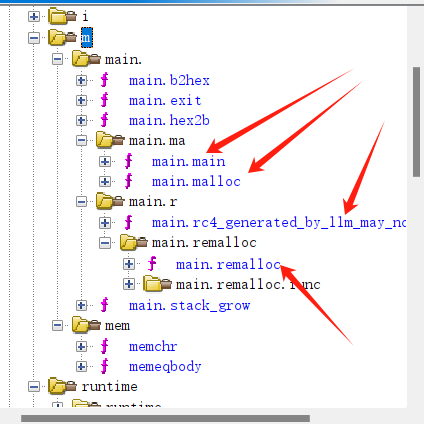 i
m
main.
main.b2hex
main.exit
main.hex2b
main.ma
main.main
main.malloc
main.r
main.rc4_generated_by_llm_may_no
main.remalloc
main.remalloc
main.remalloc.func
main.stack_grow
mem
memchr
memeqbody
runtime
runtime